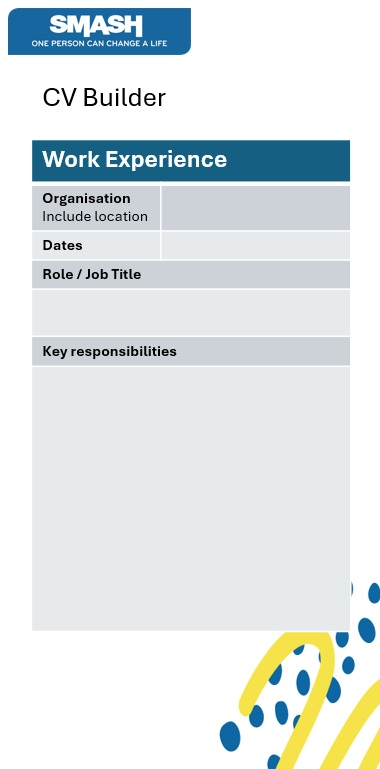 SMASH
ONE PERSON CAN CHANGE A LIFE
CV Builder
Work Experience
Organisation
Include location
Dates
Role / Job Title
Key responsibilities